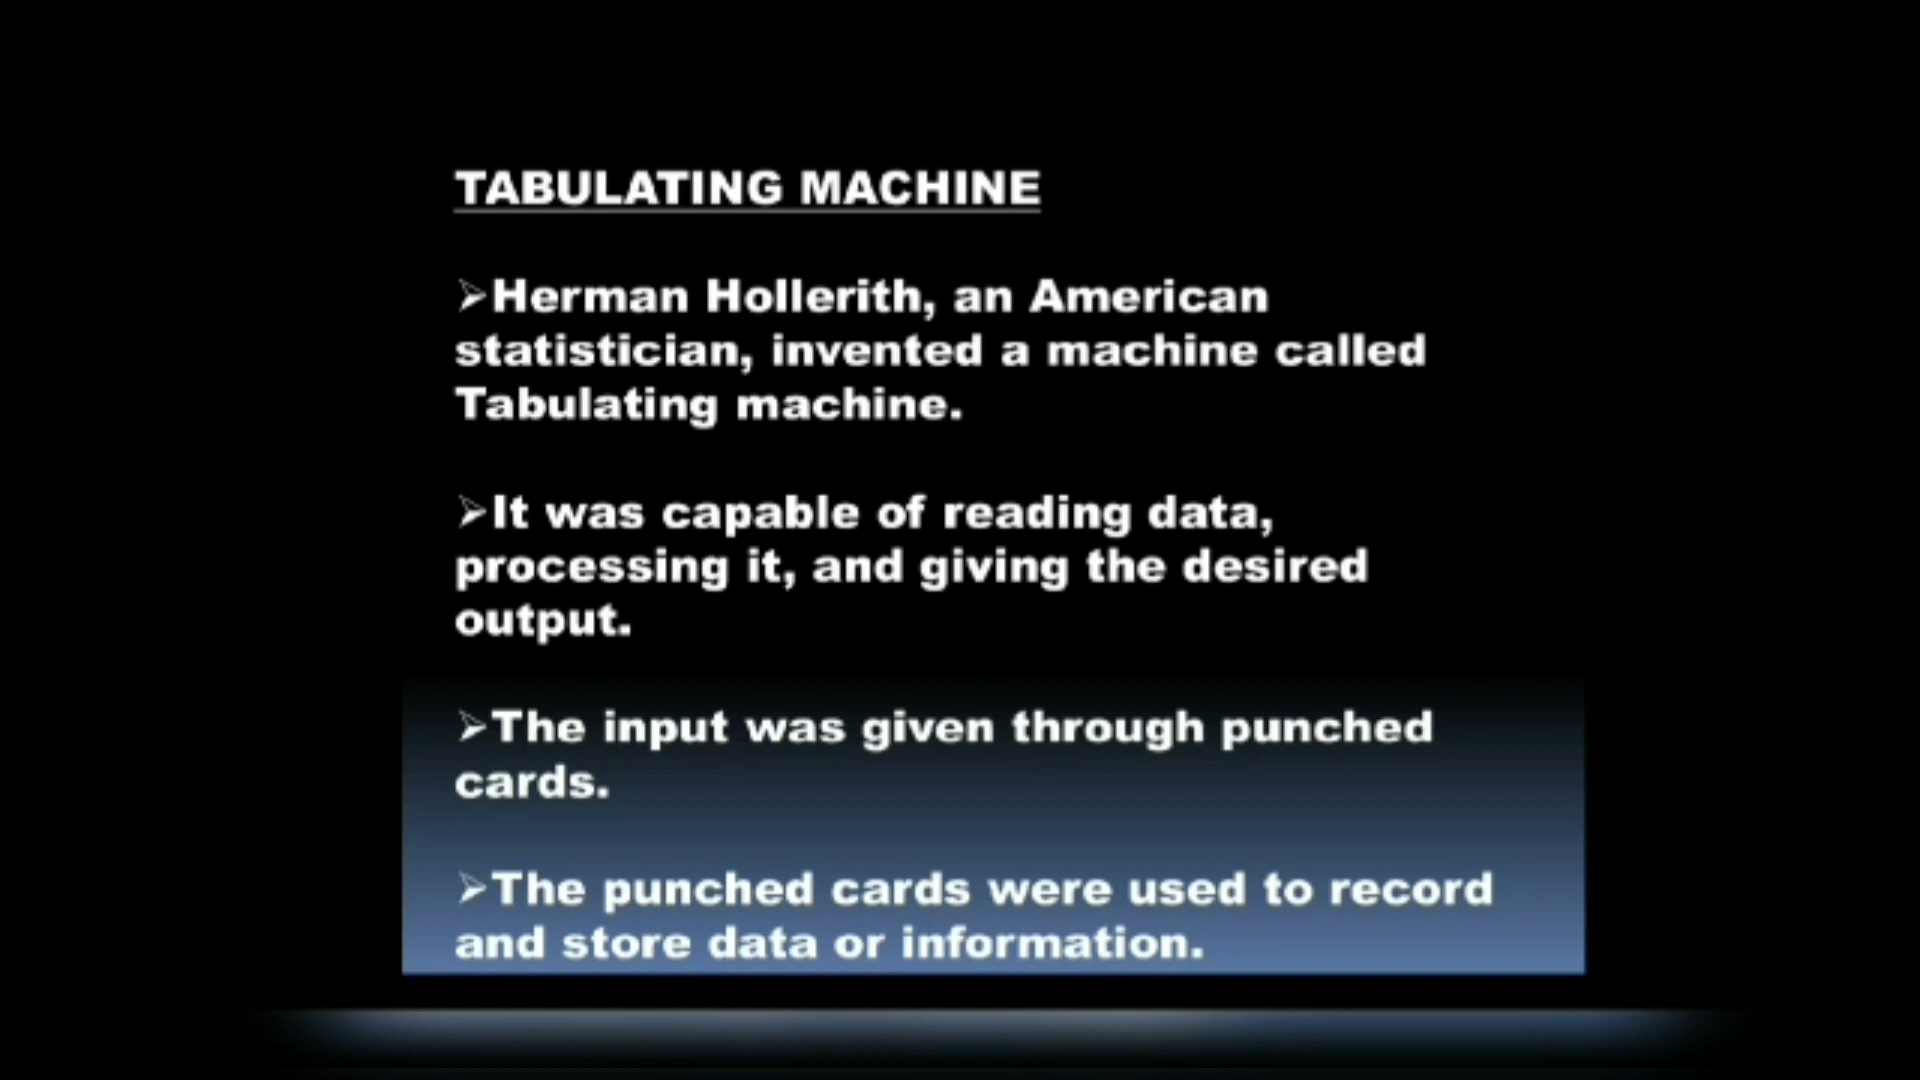 TABULATING MACHINE
➢Herman Hollerith, an American
statistician, invented a machine called
Tabulating machine.
➢It was capable of reading data,
processing it, and giving the desired
output.
➢The input was given through punched
cards.
➢The punched cards were used to record
and store data or information.